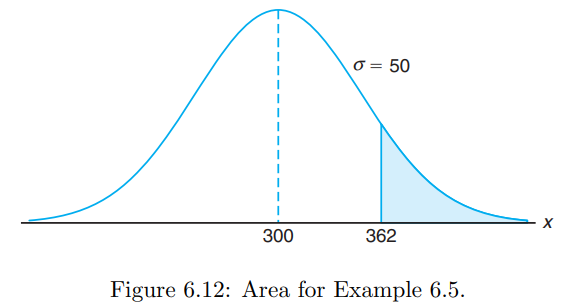 σ = 50
x
300
362
Figure 6.12: Area for Example 6.5.